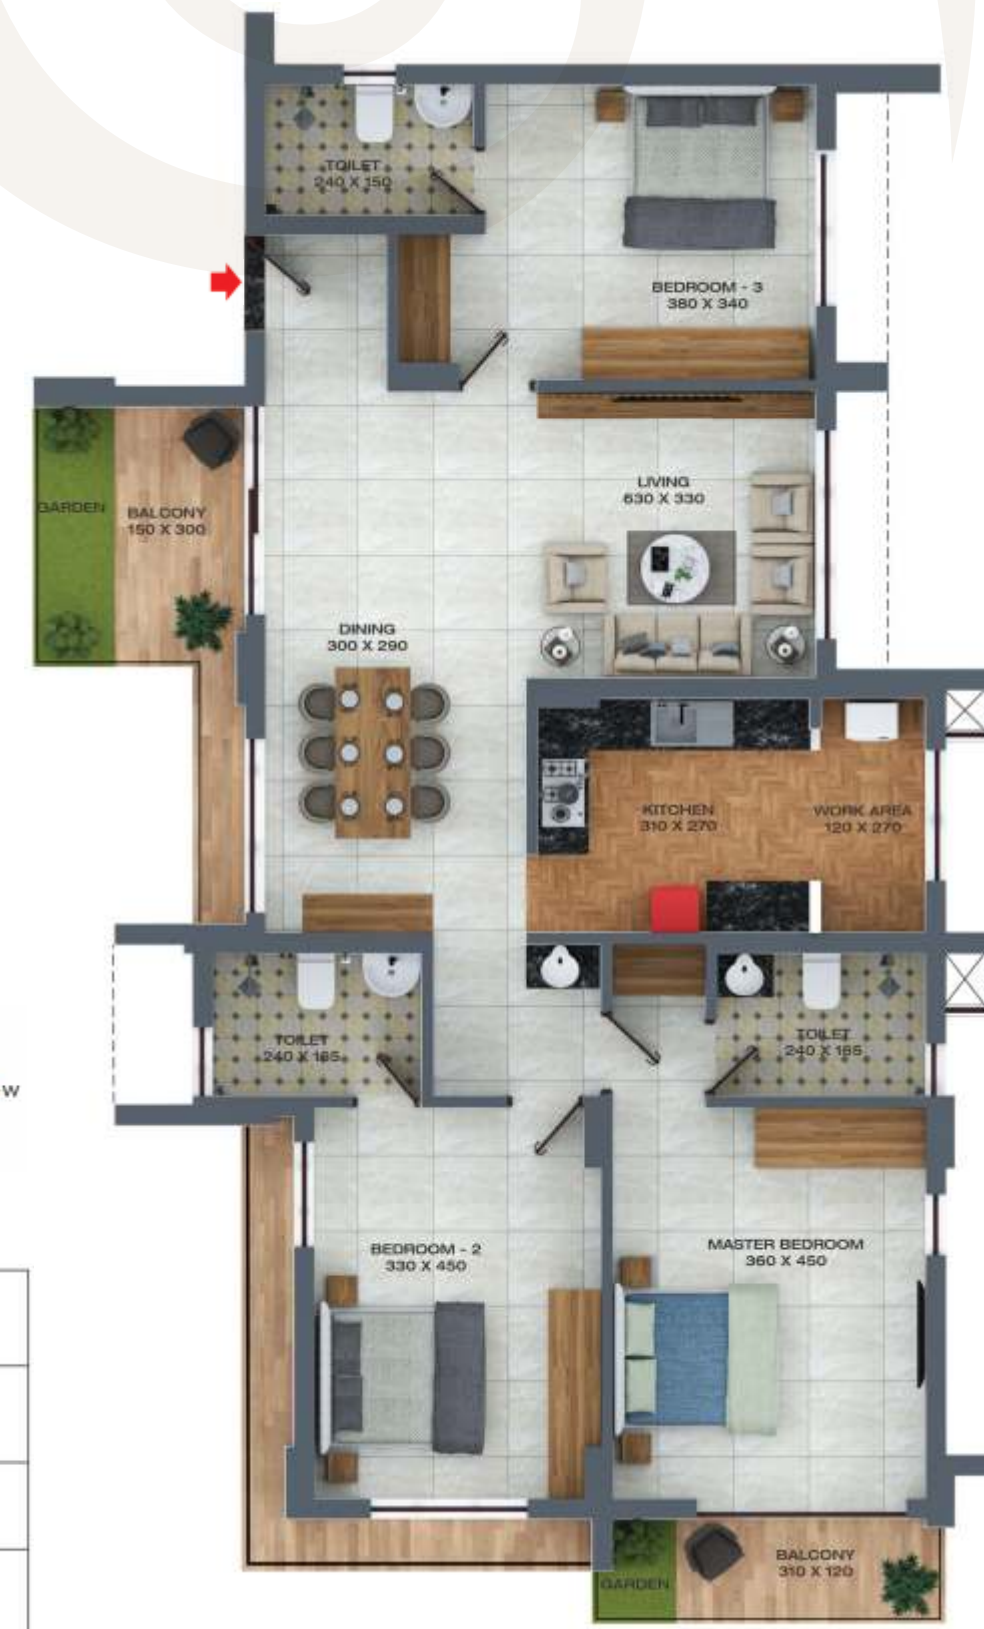 TOILET
240 X 150
BEDROOM - 3
380 X 340
LIVING
630 X 330
GARDEN
BALCONY
150 X 300
DINING
300 X 290
KITCHEN
310 X 270
WORK AREA
120 X 270
TOILET
240 X 165
TOILET
240 X 165
w
BEDROOM - 2
330 X 450
MASTER BEDROOM
360 X 450
BALCONY
310 X 120
GARDEN